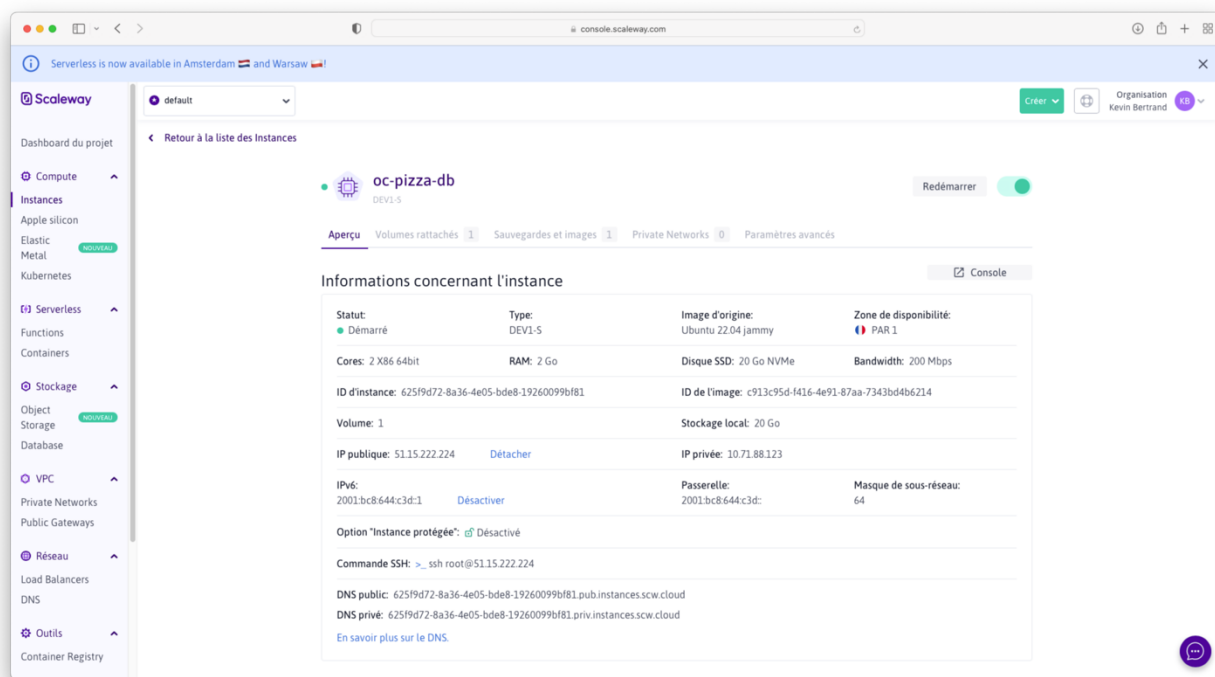 console.scaleway.com
Serverless is now available in Amsterdam 🇳🇱 and Warsaw 🇵🇱!
Scaleway
default
Créer
Organisation
Kevin Bertrand
KB
Dashboard du projet
Compute
Instances
Apple silicon
Elastic
Metal
NOUVEAU
Kubernetes
Serverless
Functions
Containers
Stockage
Object
Storage
NOUVEAU
Database
VPC
Private Networks
Public Gateways
Réseau
Load Balancers
DNS
Outils
Container Registry
Retour à la liste des Instances
oc-pizza-db
DEV1-S
Redémarrer
Aperçu Volumes rattachés 1 Sauvegardes et images 1 Private Networks 0 Paramètres avancés
Informations concernant l'instance
Console
Statut: Type: Image d'origine: Zone de disponibilité:
Démarré DEV1-S Ubuntu 22.04 jammy PAR 1
Cores: 2 X86 64bit RAM: 2 Go Disque SSD: 20 Go NVMe Bandwidth: 200 Mbps
ID d'instance: 625f9d72-8a36-4e05-bde8-19260099bf81 ID de l'image: c913c95d-f416-4e91-87aa-7343bd4b6214
Volume: 1 Stockage local: 20 Go
IP publique: 51.15.222.224 Détacher IP privée: 10.71.88.123
IPv6: Passerelle: Masque de sous-réseau:
2001:bc8:644:c3d::1 Désactiver 2001:bc8:644:c3d:: 64
Option "Instance protégée": Désactivé
Commande SSH: >_ ssh root@51.15.222.224
DNS public: 625f9d72-8a36-4e05-bde8-19260099bf81.pub.instances.scw.cloud
DNS privé: 625f9d72-8a36-4e05-bde8-19260099bf81.priv.instances.scw.cloud
En savoir plus sur le DNS.